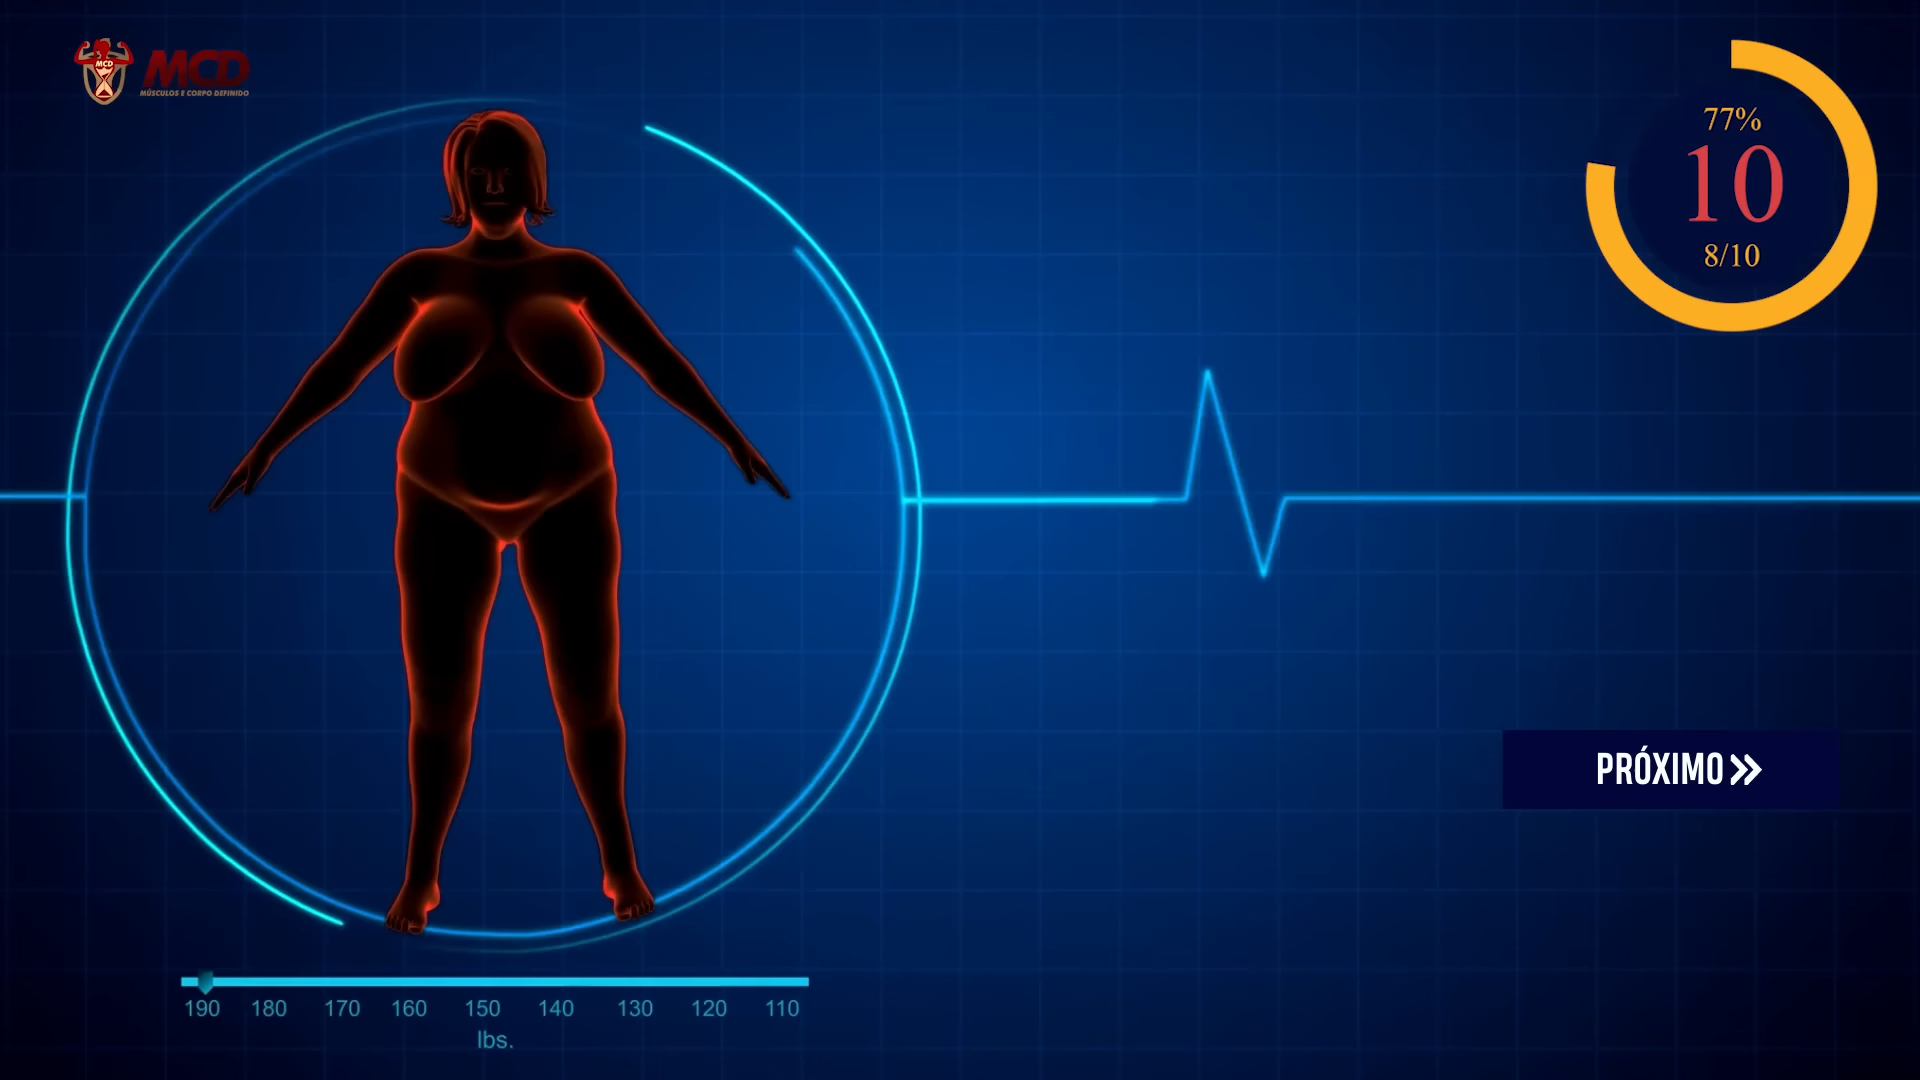 MCD
MCD
MÚSCULOS E CORPO DEFINIDO
77%
10
8/10
PRÓXIMO
190 180 170 160 150 140 130 120 110
lbs.